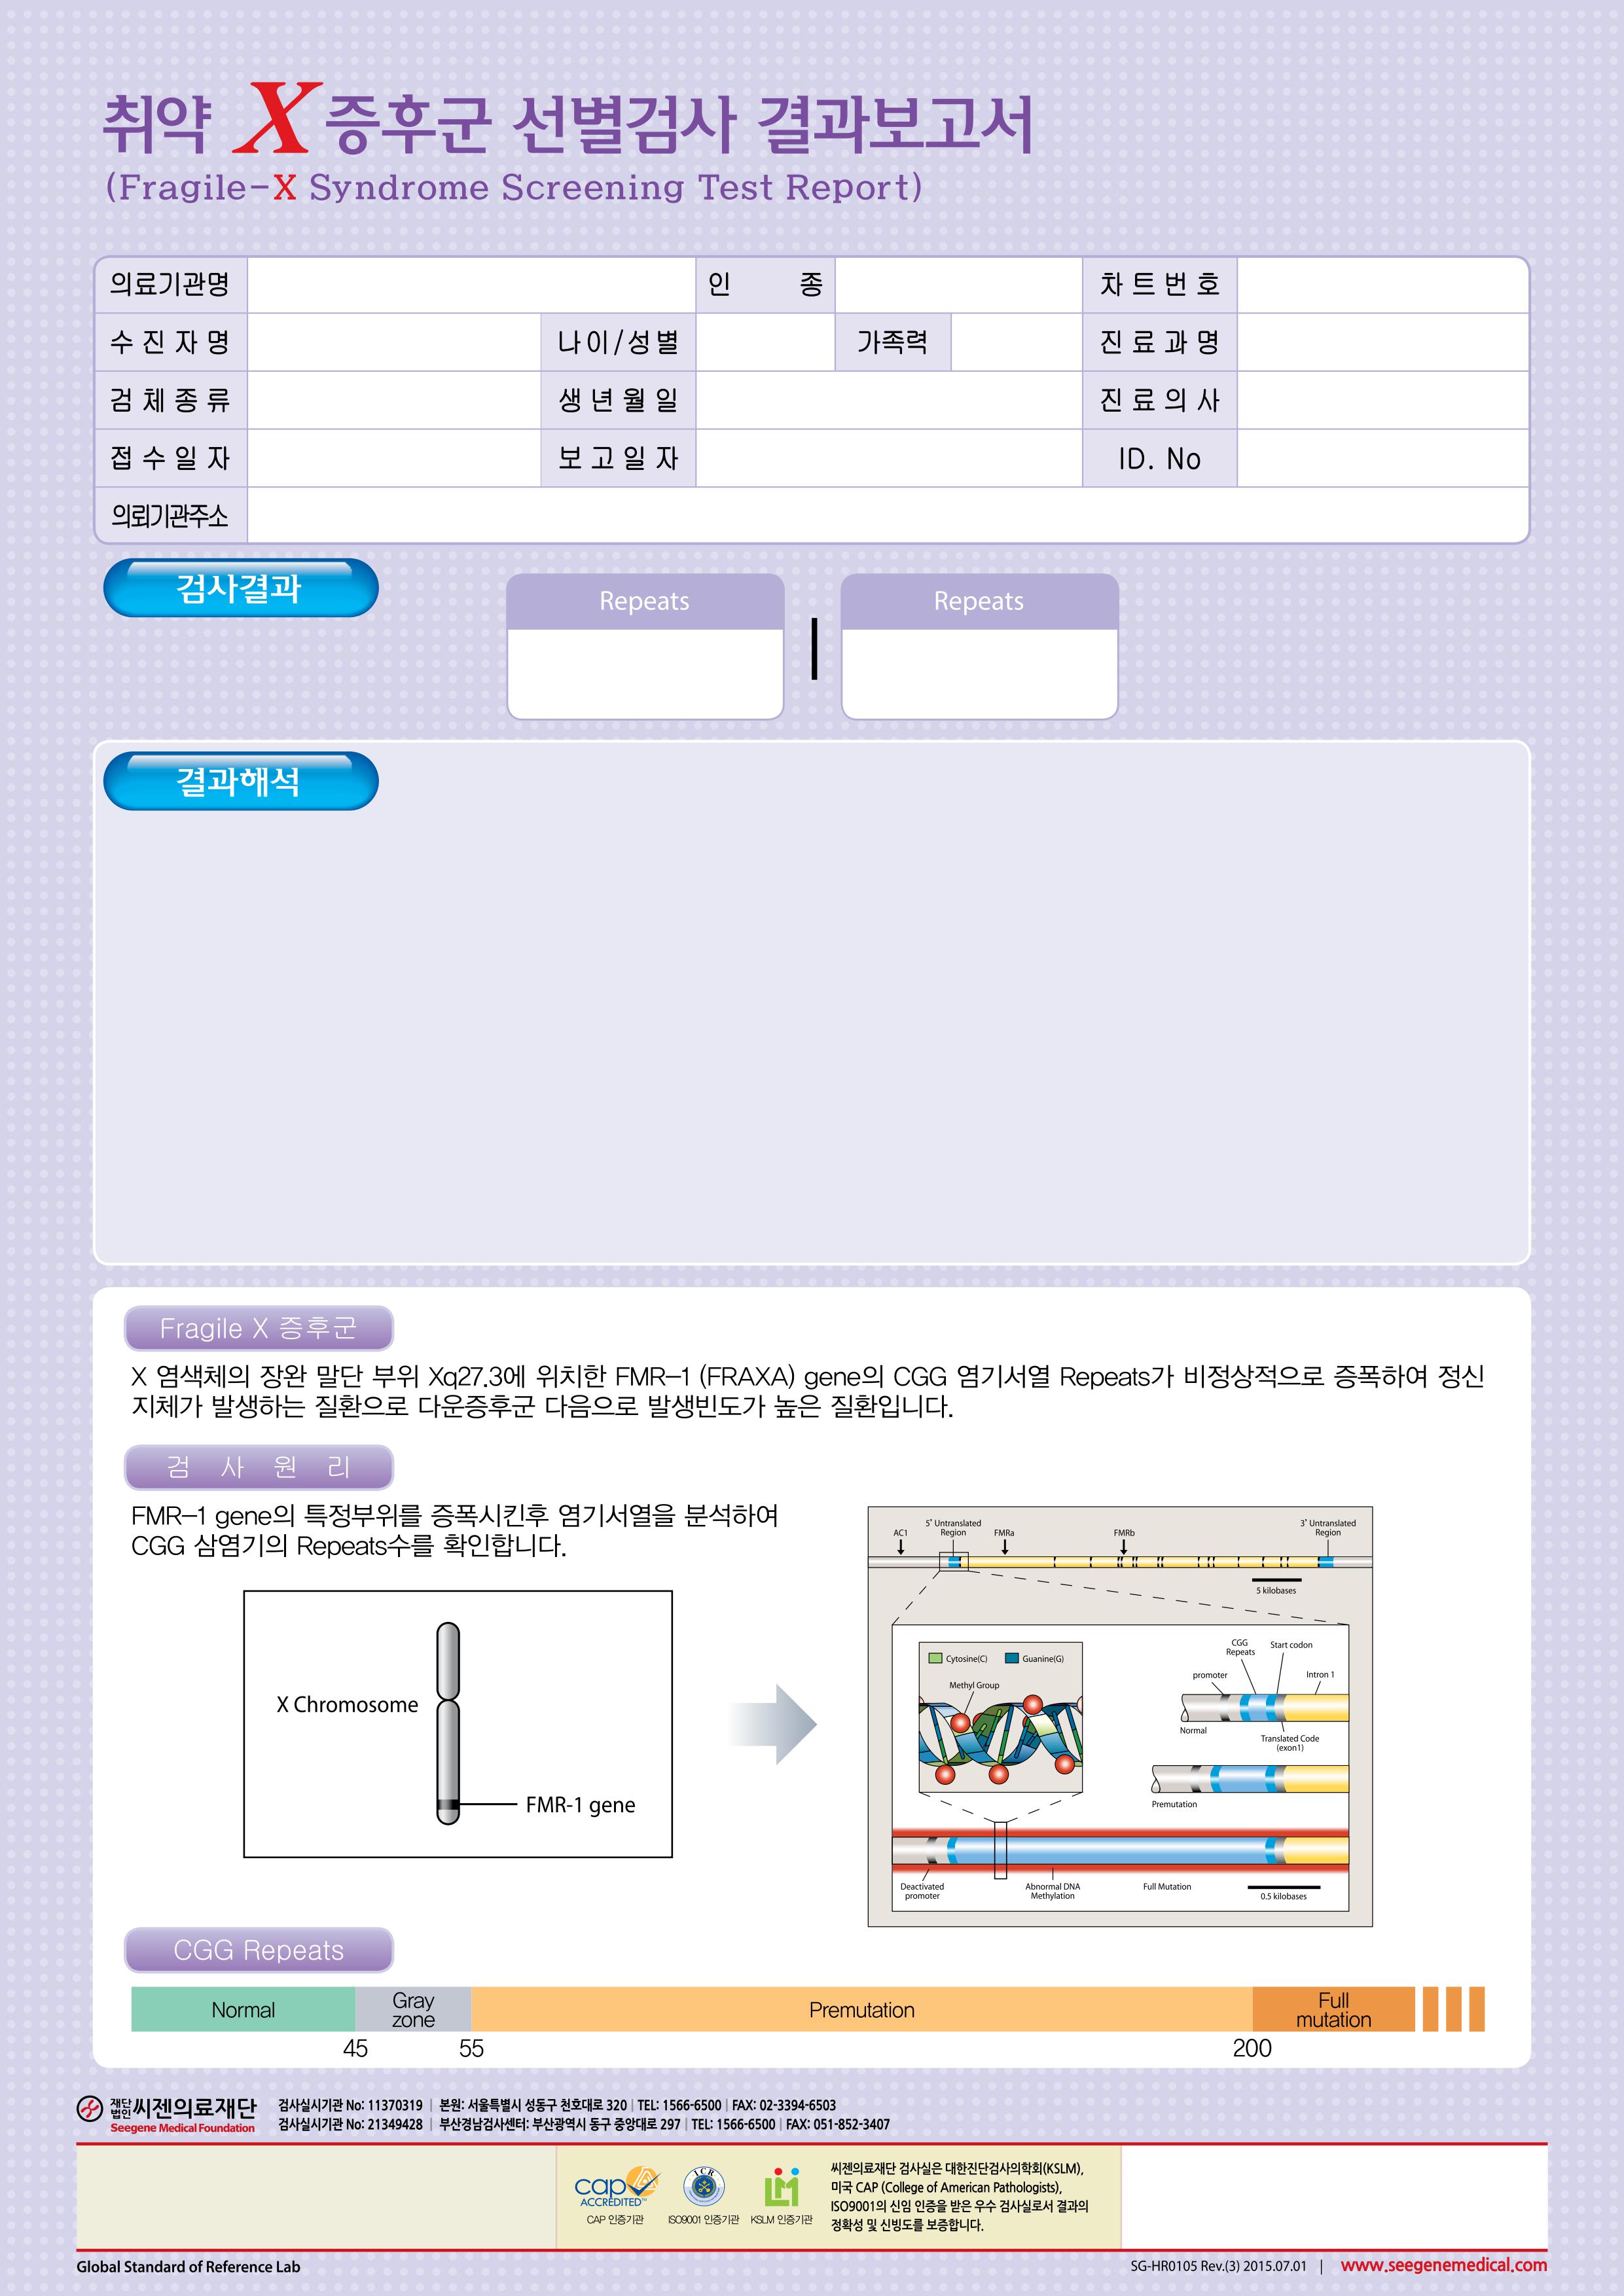 취약 X 증후군 선별검사 결과보고서
(Fragile-X Syndrome Screening Test Report)
의료기관명 인 종 차트번호
수진자명 나이/성별 가족력 진료과명
검체종류 생년월일 진료의사
접수일자 보고일자 ID. No
의뢰기관주소
검사결과
Repeats Repeats
결과해석
Fragile X 증후군
X 염색체의 장완 말단 부위 Xq27.3에 위치한 FMR-1 (FRAXA) gene의 CGG 염기서열 Repeats가 비정상적으로 증폭하여 정신
지체가 발생하는 질환으로 다운증후군 다음으로 발생빈도가 높은 질환입니다.
검 사 원 리
FMR-1 gene의 특정부위를 증폭시킨후 염기서열을 분석하여
CGG 삼염기의 Repeats수를 확인합니다.
X Chromosome
FMR-1 gene
AC1
5' Untranslated
Region
FMRa
FMRb
3' Untranslated
Region
5 kilobases
Cytosine(C) Guanine(G)
Methyl Group
CGG
Repeats
Start codon
promoter
Intron 1
Normal
Translated Code
(exon1)
Premutation
Deactivated
promoter
Abnormal DNA
Methylation
Full Mutation
0.5 kilobases
CGG Repeats
Normal
Gray
zone
Premutation
Full
mutation
45 55 200
재단
법인 씨젠의료재단
Seegene Medical Foundation
검사실시기관 No: 11370319 | 본원: 서울특별시 성동구 천호대로 320 | TEL: 1566-6500 | FAX: 02-3394-6503
검사실시기관 No: 21349428 | 부산경남검사센터: 부산광역시 동구 중앙대로 297 | TEL: 1566-6500 | FAX: 051-852-3407
cap
ACCREDITED™
CAP 인증기관
ICR
ISO9001 인증기관
KSLM 인증기관
씨젠의료재단 검사실은 대한진단검사의학회(KSLM),
미국 CAP (College of American Pathologists),
ISO9001의 신임 인증을 받은 우수 검사실로서 결과의
정확성 및 신빙도를 보증합니다.
Global Standard of Reference Lab
SG-HR0105 Rev.(3) 2015.07.01 | www.seegenemedical.com